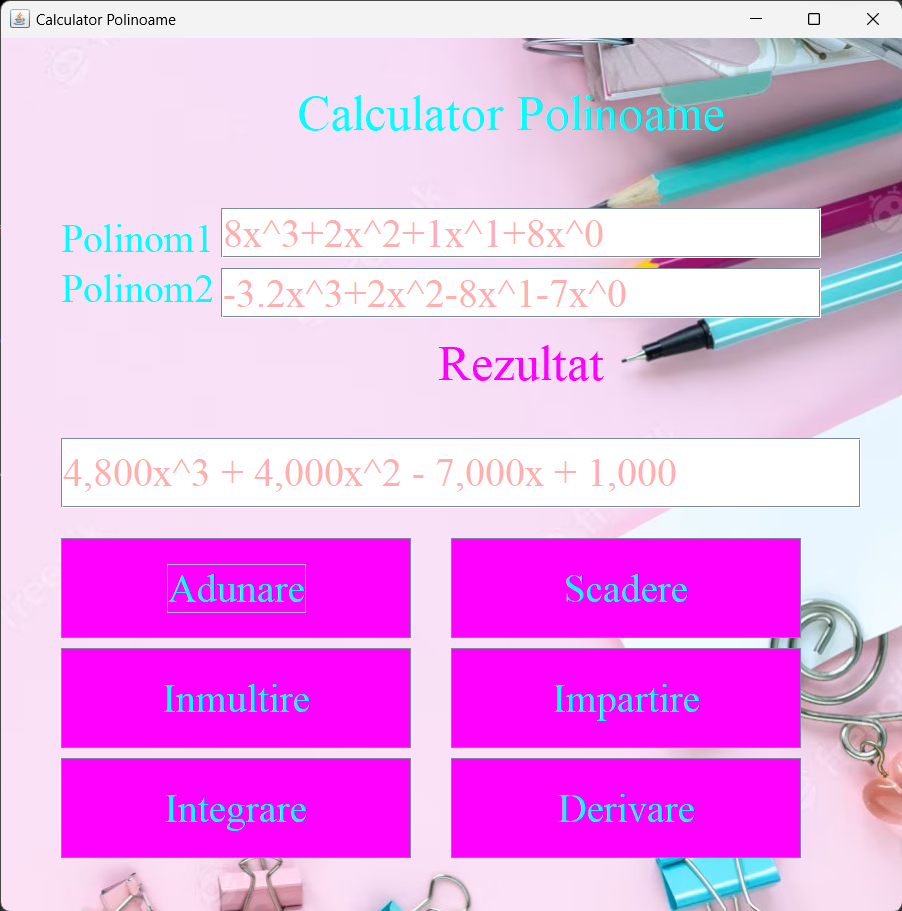 Calculator Polinoame
Calculator Polinoame
Polinom1 8x^3+2x^2+1x^1+8x^0
Polinom2 -3.2x^3+2x^2-8x^1-7x^0
Rezultat
4,800x^3 + 4,000x^2 - 7,000x + 1,000
Adunare Scadere
Inmultire Impartire
Integrare Derivare